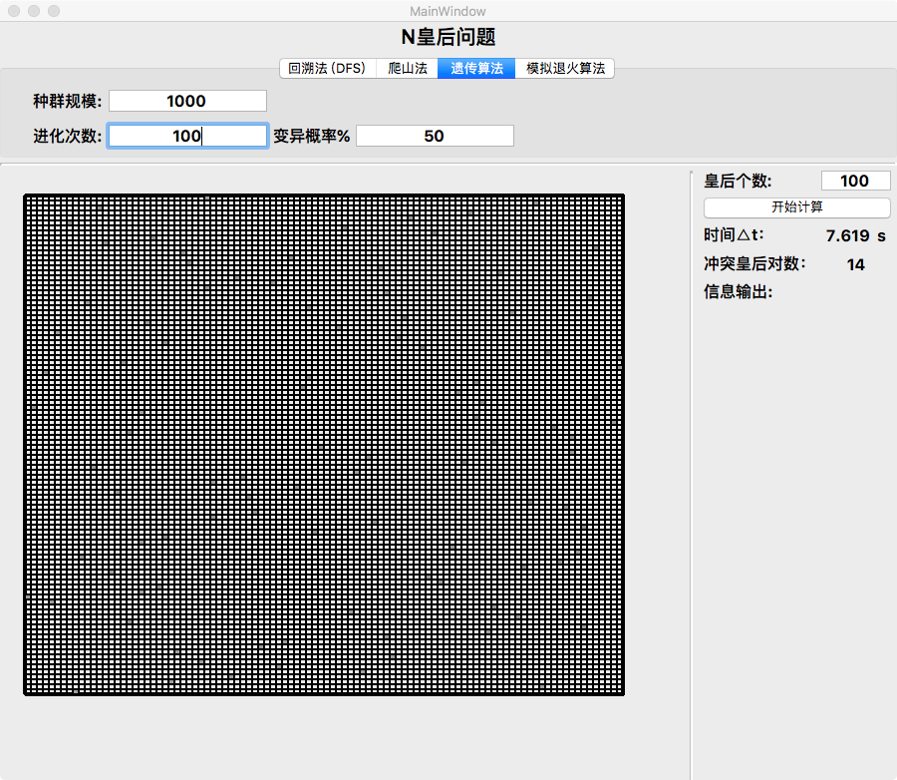 MainWindow
N皇后问题
回溯法 (DFS) 爬山法 遗传算法 模拟退火算法
种群规模: 1000
进化次数: 100 变异概率% 50
皇后个数: 100
开始计算
时间△t: 7.619 s
冲突皇后对数: 14
信息输出: